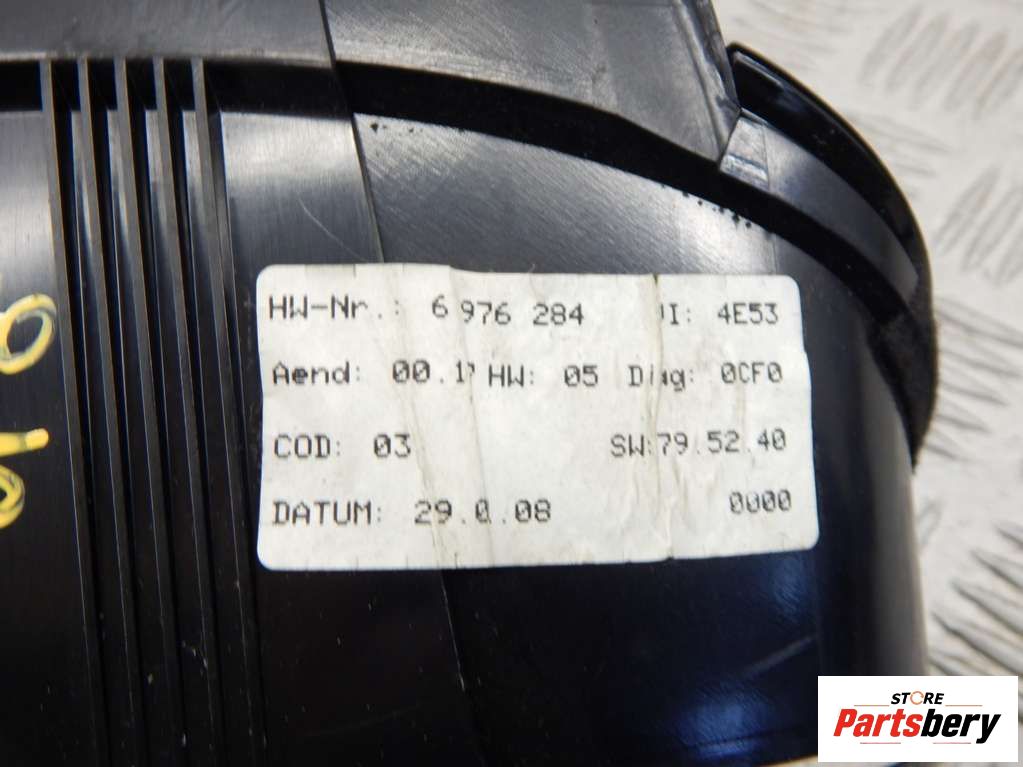 HW-Nr.: 6 976 284 I: 4E53
Aend: 00.1 HW: 05 Diag: 0CF0
COD: 03 SW:79.52.40
DATUM: 29.0.08 0000
STORE
Partsbery